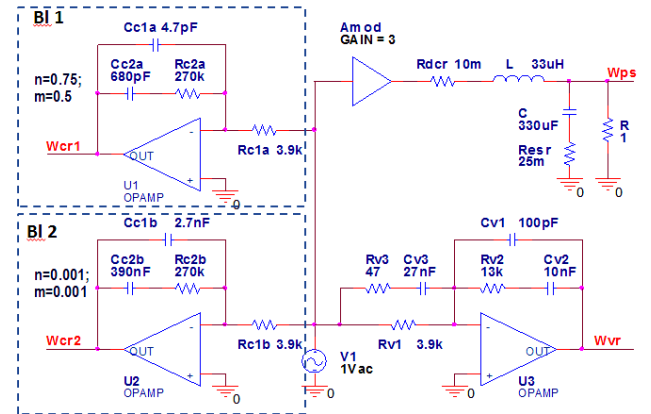 Bl 1
Cc1a 4.7pF
Cc2a
680pF
Rc2a
270k
n=0.75;
m=0.5
Wcr1
OUT
-
+
U1
OPAMP
Rc1a 3.9k
0
Amod
GAIN = 3
Rdcr 10m
L 33uH
Wps
C
330uF
Resr
25m
R
1
0
0
Bl 2
Cc1b 2.7nF
Cc2b
390nF
Rc2b
270k
n=0.001;
m=0.001
Wcr2
OUT
-
+
U2
OPAMP
Rc1b 3.9k
0
V1
1Vac
0
Rv3
47
Cv3
27nF
Rv1 3.9k
Cv1 100pF
Rv2
13k
Cv2
10nF
-
+
OUT
Wvr
U3
OPAMP
0